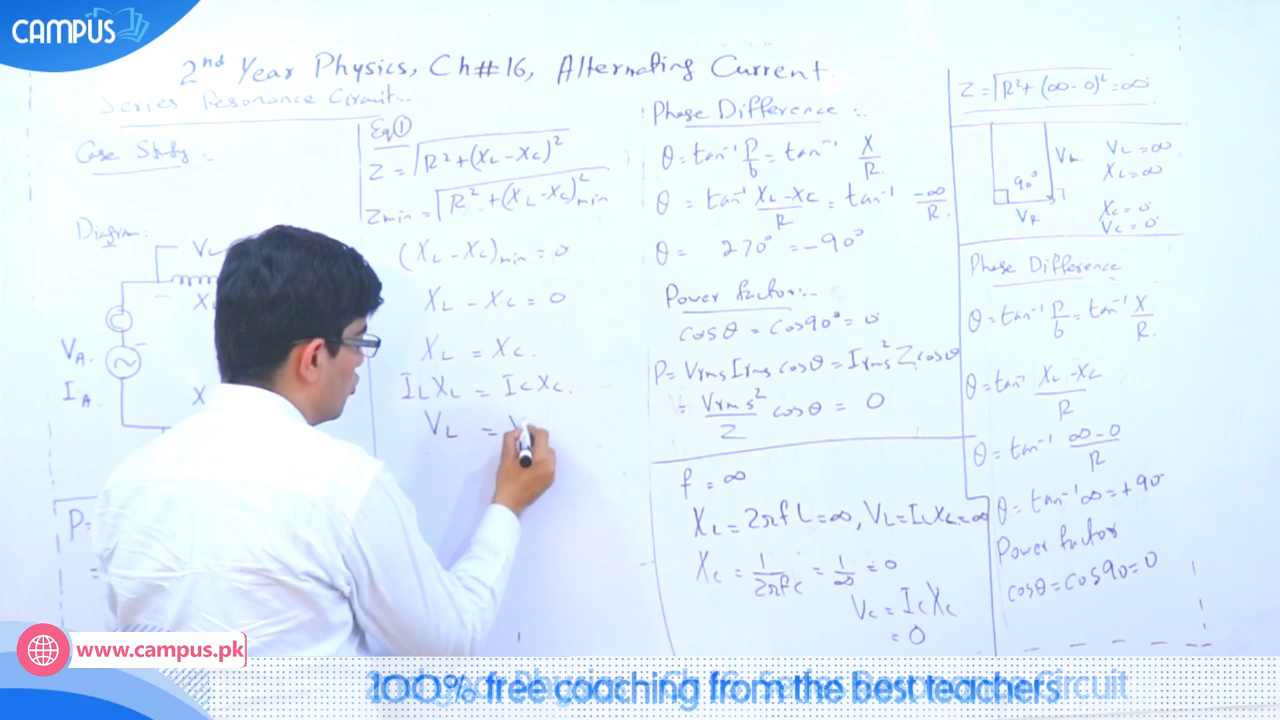 CAMPUS
2nd Year Physics, Ch#16, Alternating Current
Series Resonance Circuit..
Case Study:
Diagram:
VL
VA.
IA.
P=
=
Eq①
Z = √R²+(XL-XC)²
Zmin = √R²+(XL-XC)²min
(XL-XC)min = 0
XL - XC = 0
XL = XC.
ILXL = ICXC.
VL =
Phase Difference:.
θ = tan⁻¹ P/b = tan⁻¹ X/R.
θ = tan⁻¹ XL-XC/R = tan⁻¹ -∞/R.
θ = 270° = -90°
Power factor:..
cosθ = cos90° = 0
P = Vrms Irms cosθ = Irms² Z cosθ
= Vrms²/Z cosθ = 0
f = ∞
XL = 2πfL = ∞, VL = ILXL = ∞
XC = 1/2πfc = 1/∞ = 0
VC = ICXC
= 0
Z = √R²+(∞-0)² = ∞
90°
VL
VR
VL = ∞
XL = ∞
XC = 0
VC = 0
Phase Difference
θ = tan⁻¹ P/b = tan⁻¹ X/R.
θ = tan⁻¹ XL-XC/R
θ = tan⁻¹ ∞-0/R
θ = tan⁻¹∞ = +90
Power factor
cosθ = cos90 = 0
www.campus.pk
100% free coaching from the best teachers